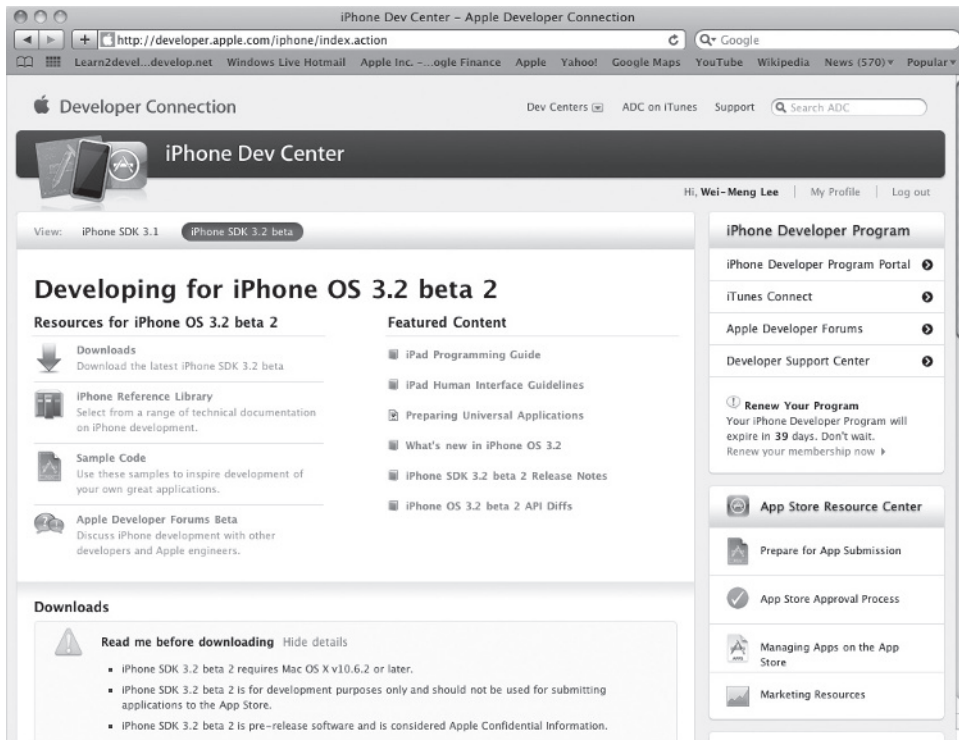 iPhone Dev Center – Apple Developer Connection
http://developer.apple.com/iphone/index.action
Google
Learn2devel...develop.net Windows Live Hotmail Apple Inc. –...ogle Finance Apple Yahoo! Google Maps YouTube Wikipedia News (570) Popular
Developer Connection
Dev Centers ADC on iTunes Support Search ADC
iPhone Dev Center
Hi, Wei-Meng Lee | My Profile | Log out
View: iPhone SDK 3.1 iPhone SDK 3.2 beta
Developing for iPhone OS 3.2 beta 2
Resources for iPhone OS 3.2 beta 2
Downloads
Download the latest iPhone SDK 3.2 beta
iPhone Reference Library
Select from a range of technical documentation
on iPhone development.
Sample Code
Use these samples to inspire development of
your own great applications.
Apple Developer Forums Beta
Discuss iPhone development with other
developers and Apple engineers.
Featured Content
iPad Programming Guide
iPad Human Interface Guidelines
Preparing Universal Applications
What's new in iPhone OS 3.2
iPhone SDK 3.2 beta 2 Release Notes
iPhone OS 3.2 beta 2 API Diffs
Downloads
Read me before downloading Hide details
iPhone SDK 3.2 beta 2 requires Mac OS X v10.6.2 or later.
iPhone SDK 3.2 beta 2 is for development purposes only and should not be used for submitting
applications to the App Store.
iPhone SDK 3.2 beta 2 is pre-release software and is considered Apple Confidential Information.
iPhone Developer Program
iPhone Developer Program Portal
iTunes Connect
Apple Developer Forums
Developer Support Center
Renew Your Program
Your iPhone Developer Program will
expire in 39 days. Don't wait.
Renew your membership now
App Store Resource Center
Prepare for App Submission
App Store Approval Process
Managing Apps on the App
Store
Marketing Resources